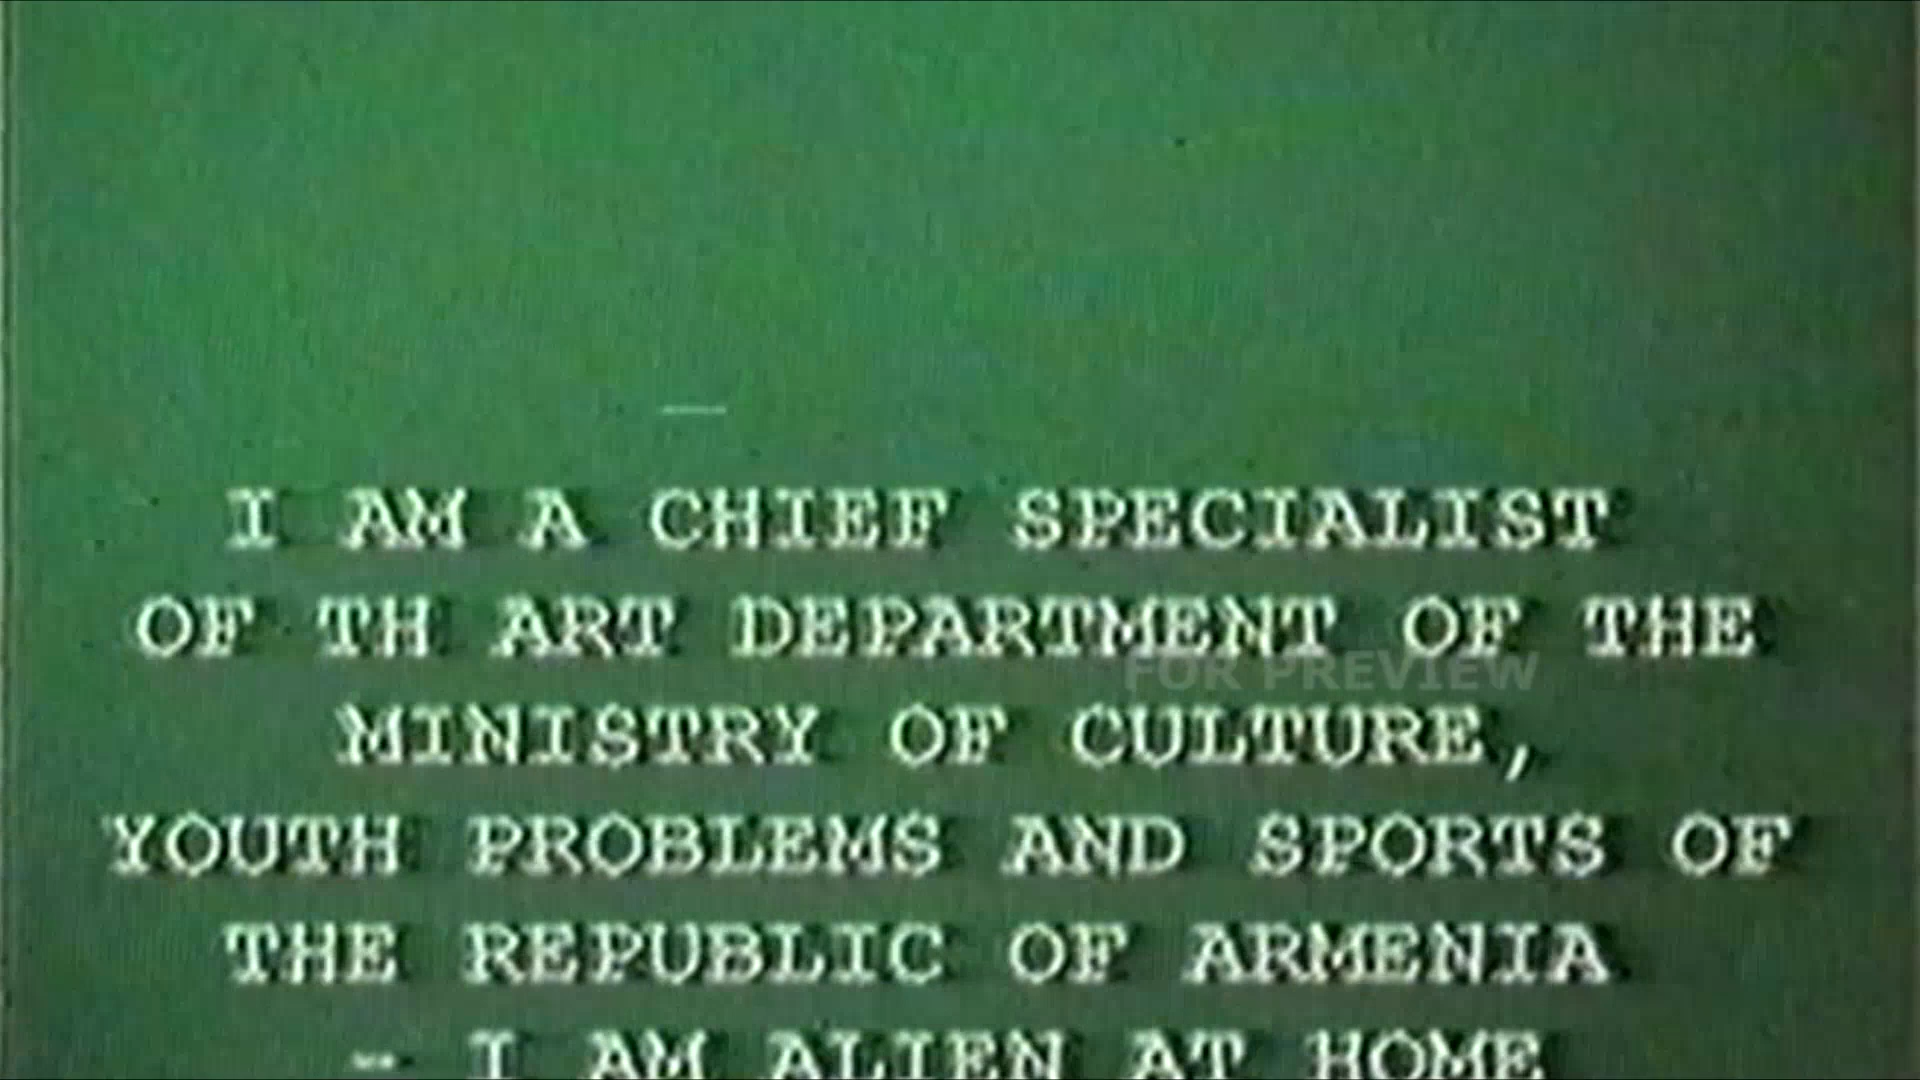 I AM A CHIEF SPECIALIST
OF TH ART DEPARTMENT OF THE
FOR PREVIEW
MINISTRY OF CULTURE,
YOUTH PROBLEMS AND SPORTS OF
THE REPUBLIC OF ARMENIA
- I AM ALIEN AT HOME